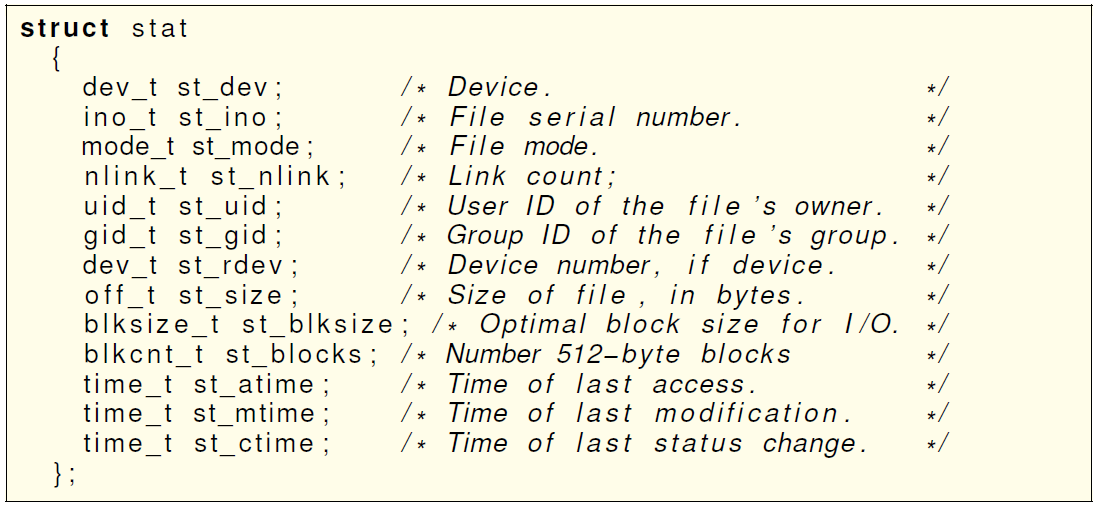 struct stat
{
dev_t st_dev; /* Device. */
ino_t st_ino; /* File serial number. */
mode_t st_mode; /* File mode. */
nlink_t st_nlink; /* Link count; */
uid_t st_uid; /* User ID of the file's owner. */
gid_t st_gid; /* Group ID of the file's group. */
dev_t st_rdev; /* Device number, if device. */
off_t st_size; /* Size of file, in bytes. */
blksize_t st_blksize; /* Optimal block size for I/O. */
blkcnt_t st_blocks; /* Number 512–byte blocks */
time_t st_atime; /* Time of last access. */
time_t st_mtime; /* Time of last modification. */
time_t st_ctime; /* Time of last status change. */
};